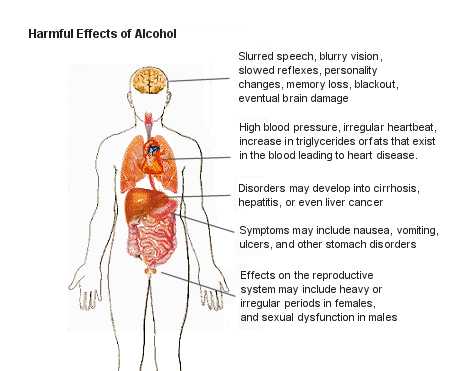 Harmful Effects of Alcohol
Slurred speech, blurry vision,
slowed reflexes, personality
changes, memory loss, blackout,
eventual brain damage
High blood pressure, irregular heartbeat,
increase in triglycerides orfats that exist
in the blood leading to heart disease.
Disorders may develop into cirrhosis,
hepatitis, or even liver cancer
Symptoms may include nausea, vomiting,
ulcers, and other stomach disorders
Effects on the reproductive
system may include heavy or
irregular periods in females,
and sexual dysfunction in males